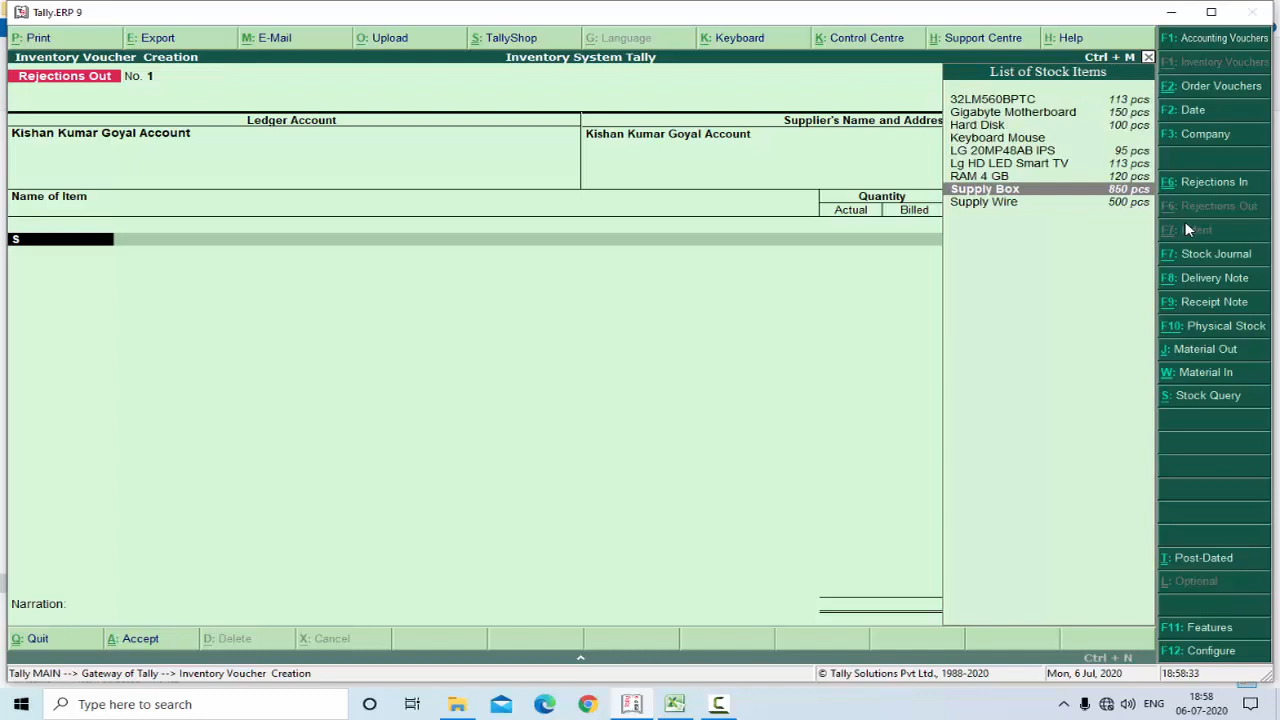 Tally.ERP 9
P: Print
E: Export
M: E-Mail
O: Upload
S: TallyShop
G: Language
K: Keyboard
K: Control Centre
H: Support Centre
H: Help
Inventory Voucher Creation
Inventory System Tally
Ctrl + M
Rejections Out No. 1
Ledger Account
Supplier's Name and Addre
Kishan Kumar Goyal Account
Kishan Kumar Goyal Account
Name of Item
Quantity
Actual
Billed
S
Narration:
List of Stock Items
32LM560BPTC 113 pcs
Gigabyte Motherboard 150 pcs
Hard Disk 100 pcs
Keyboard Mouse
LG 20MP48AB IPS 95 pcs
Lg HD LED Smart TV 113 pcs
RAM 4 GB 120 pcs
Supply Box 850 pcs
Supply Wire 500 pcs
F1: Accounting Vouchers
F1: Inventory Vouchers
F2: Order Vouchers
F2: Date
F3: Company
F6: Rejections In
F6: Rejections Out
F7:
F7: Stock Journal
F8: Delivery Note
F9: Receipt Note
F10: Physical Stock
J: Material Out
W: Material In
S: Stock Query
T: Post-Dated
L: Optional
F11: Features
F12: Configure
Q: Quit
A: Accept
D: Delete
X: Cancel
Ctrl + N
Tally MAIN --> Gateway of Tally --> Inventory Voucher Creation
© Tally Solutions Pvt Ltd., 1988-2020
Mon, 6 Jul, 2020
18:58:33
Type here to search
ENG
18:58
06-07-2020